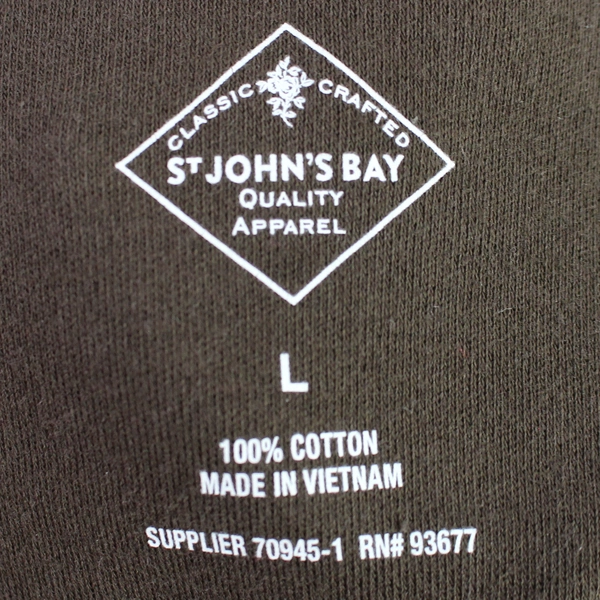 CLASSIC CRAFTED
ST JOHN'S BAY
QUALITY
APPAREL
L
100% COTTON
MADE IN VIETNAM
SUPPLIER 70945-1 RN# 93677